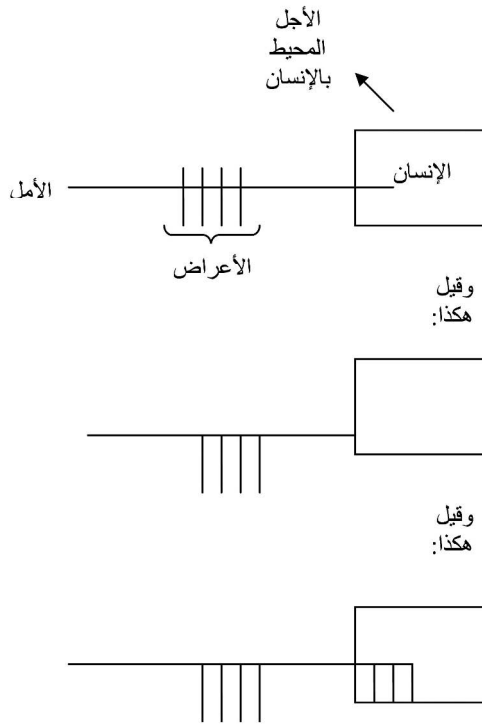 الأجل
المحيط
بالإنسان
الإنسان
الأمل
الأعراض
وقيل
هكذا:
وقيل
هكذا: